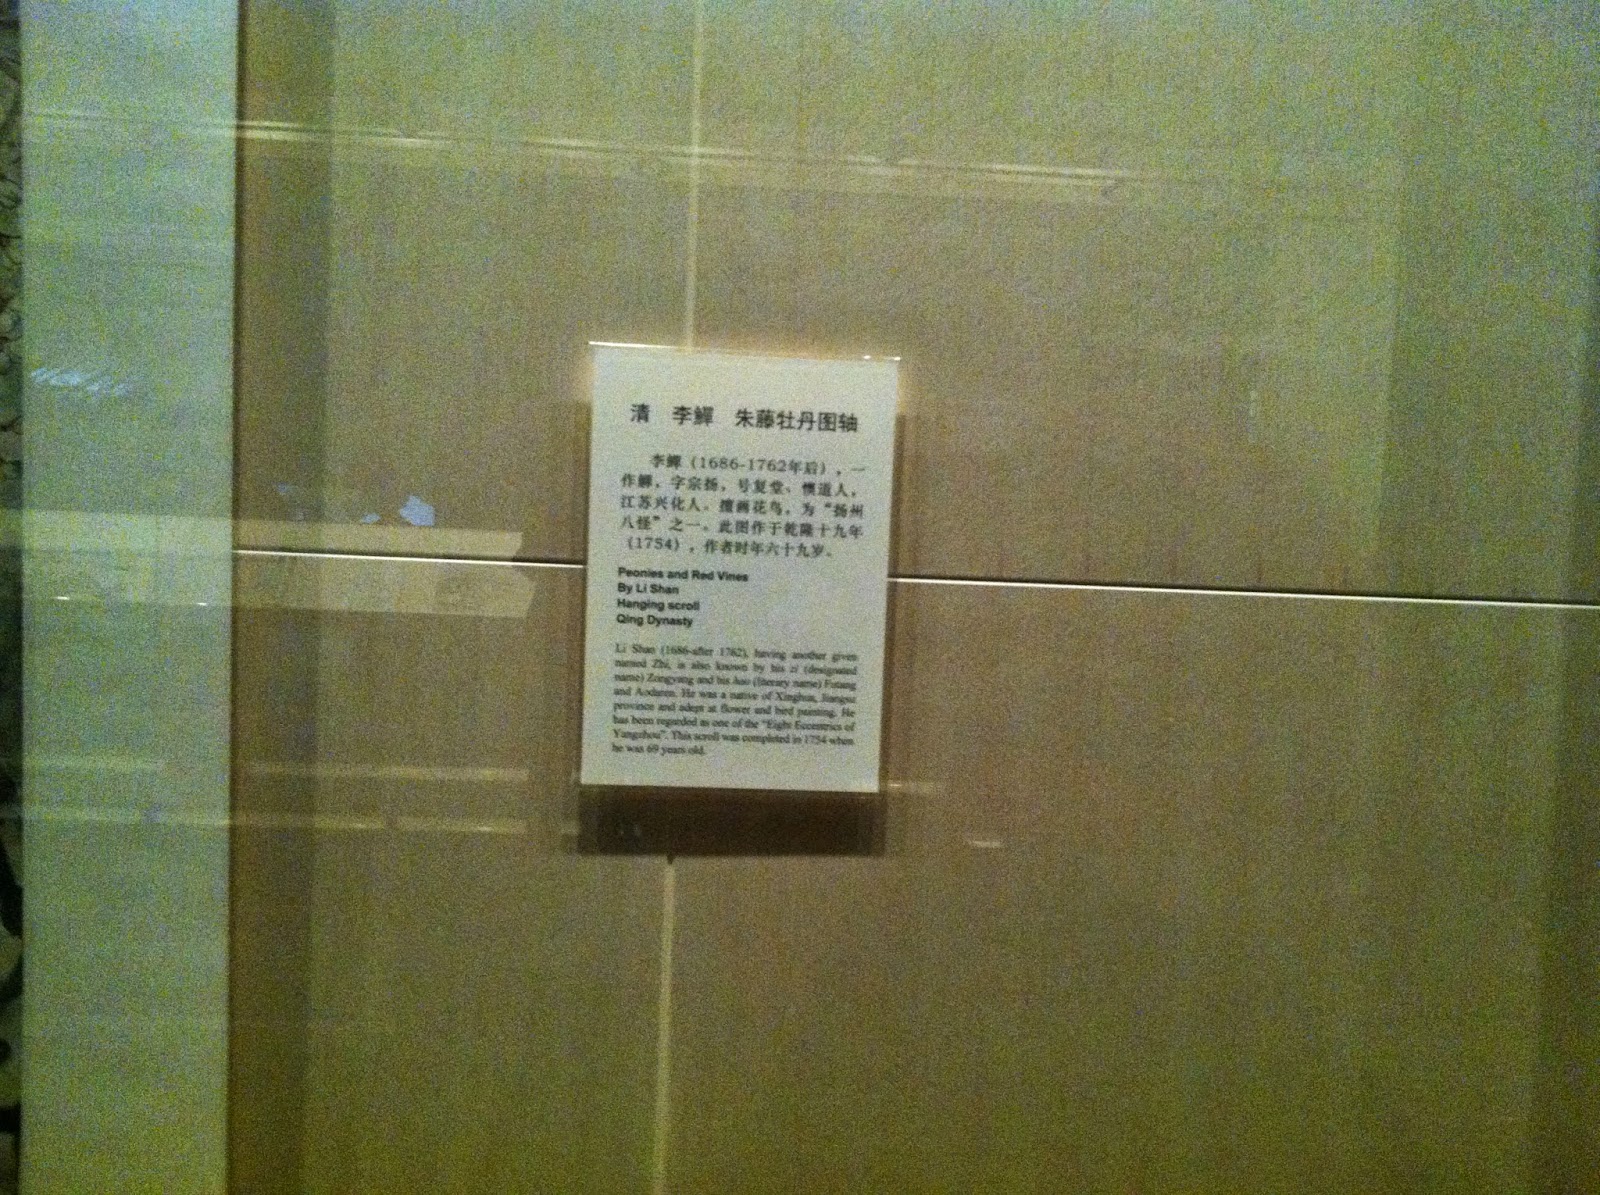 清 李鱓 朱藤牡丹图轴
李鱓(1686-1762年后),一
作觯,字宗扬,号复堂、懊道人,
江苏兴化人。擅画花鸟,为“扬州
八怪”之一。此图作于乾隆十九年
(1754),作者时年六十九岁。
Peonies and Red Vines
By Li Shan
Hanging scroll
Qing Dynasty
Li Shan (1686-after 1762), having another given
named Zhi, is also known by his zi (designated
name) Zongyang and his hao (literary name) Futang
and Aodaren. He was a native of Xinghua, Jiangsu
province and adept at flower and bird painting. He
has been regarded as one of the “Eight Eccentrics of
Yangzhou”. This scroll was completed in 1754 when
he was 69 years old.